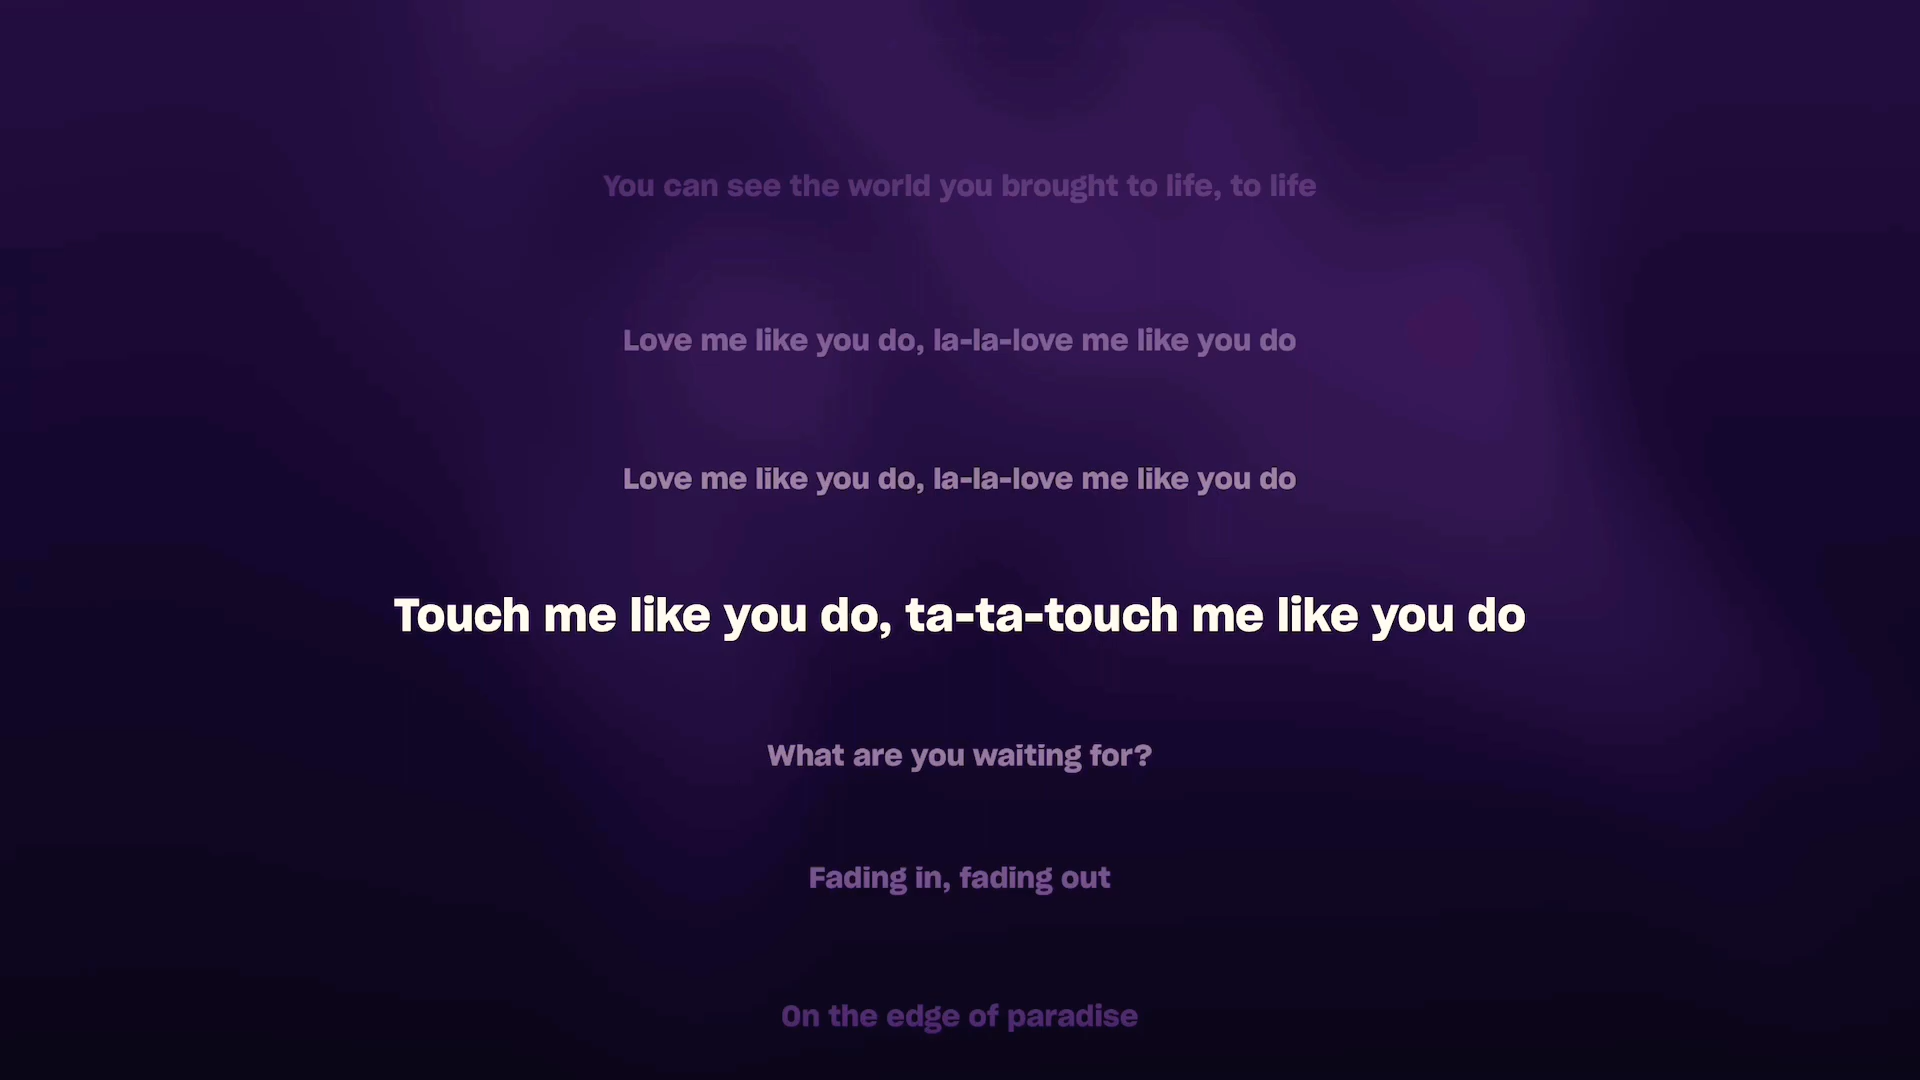 You can see the world you brought to life, to life
Love me like you do, la-la-love me like you do
Love me like you do, la-la-love me like you do
Touch me like you do, ta-ta-touch me like you do
What are you waiting for?
Fading in, fading out
On the edge of paradise